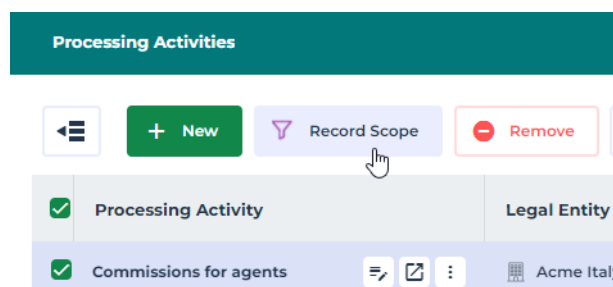 Processing Activities
+ New Record Scope Remove
Processing Activity Legal Entity
Commissions for agents Acme Ital